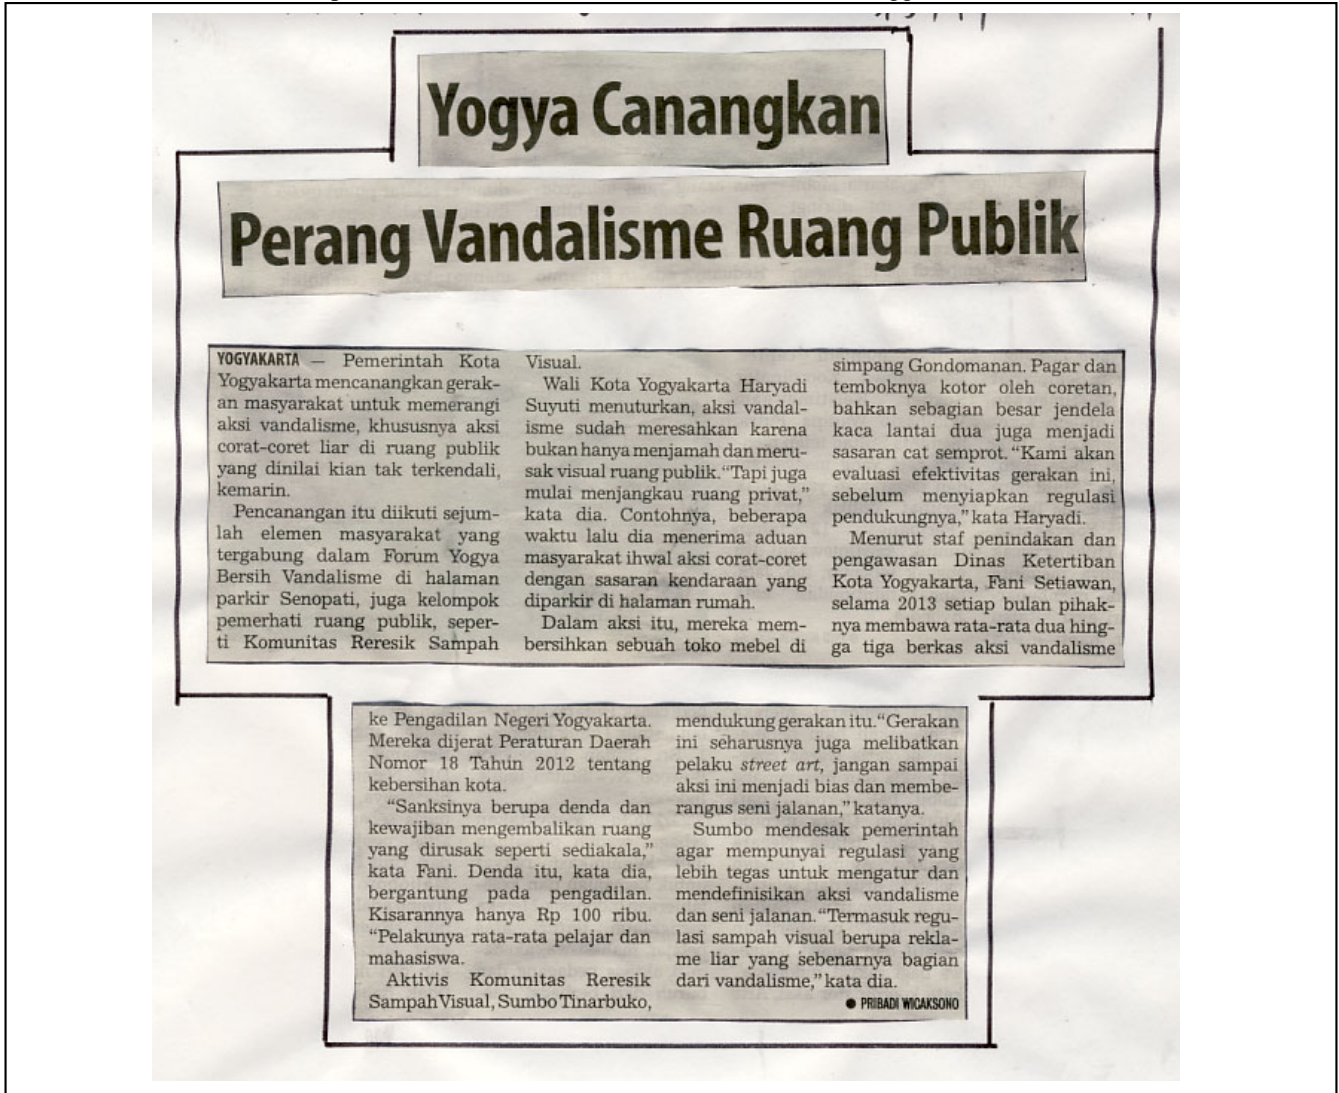 Yogya Canangkan
Perang Vandalisme Ruang Publik
YOGYAKARTA — Pemerintah Kota
Yogyakarta mencanangkan gerak-
an masyarakat untuk memerangi
aksi vandalisme, khususnya aksi
corat-coret liar di ruang publik
yang dinilai kian tak terkendali,
kemarin.
Pencanangan itu diikuti sejum-
lah elemen masyarakat yang
tergabung dalam Forum Yogya
Bersih Vandalisme di halaman
parkir Senopati, juga kelompok
pemerhati ruang publik, seper-
ti Komunitas Reresik Sampah
Visual.
Wali Kota Yogyakarta Haryadi
Suyuti menuturkan, aksi vandal-
isme sudah meresahkan karena
bukan hanya menjamah dan meru-
sak visual ruang publik. “Tapi juga
mulai menjangkau ruang privat,”
kata dia. Contohnya, beberapa
waktu lalu dia menerima aduan
masyarakat ihwal aksi corat-coret
dengan sasaran kendaraan yang
diparkir di halaman rumah.
Dalam aksi itu, mereka mem-
bersihkan sebuah toko mebel di
simpang Gondomanan. Pagar dan
temboknya kotor oleh coretan,
bahkan sebagian besar jendela
kaca lantai dua juga menjadi
sasaran cat semprot. “Kami akan
evaluasi efektivitas gerakan ini,
sebelum menyiapkan regulasi
pendukungnya,” kata Haryadi.
Menurut staf penindakan dan
pengawasan Dinas Ketertiban
Kota Yogyakarta, Fani Setiawan,
selama 2013 setiap bulan pihak-
nya membawa rata-rata dua hing-
ga tiga berkas aksi vandalisme
ke Pengadilan Negeri Yogyakarta.
Mereka dijerat Peraturan Daerah
Nomor 18 Tahun 2012 tentang
kebersihan kota.
“Sanksinya berupa denda dan
kewajiban mengembalikan ruang
yang dirusak seperti sediakala,”
kata Fani. Denda itu, kata dia,
bergantung pada pengadilan.
Kisarannya hanya Rp 100 ribu.
“Pelakunya rata-rata pelajar dan
mahasiswa.
Aktivis Komunitas Reresik
Sampah Visual, Sumbo Tinarbuko,
mendukung gerakan itu. “Gerakan
ini seharusnya juga melibatkan
pelaku street art, jangan sampai
aksi ini menjadi bias dan membe-
rangus seni jalanan,” katanya.
Sumbo mendesak pemerintah
agar mempunyai regulasi yang
lebih tegas untuk mengatur dan
mendefinisikan aksi vandalisme
dan seni jalanan. “Termasuk regu-
lasi sampah visual berupa rekla-
me liar yang sebenarnya bagian
dari vandalisme,” kata dia.
● PRIBADI WICAKSONO